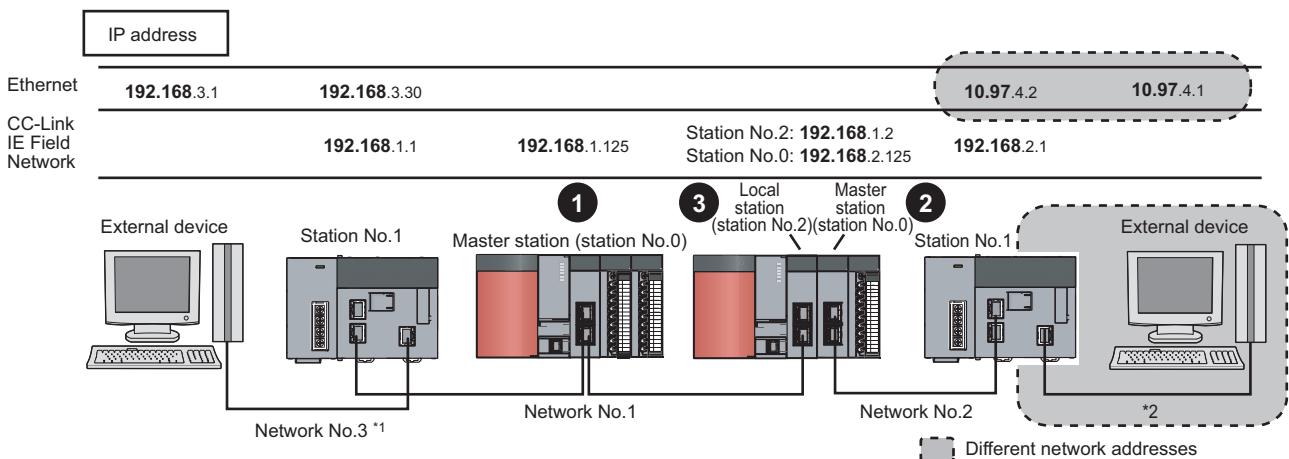 IP address
Ethernet 192.168.3.1 192.168.3.30 10.97.4.2 10.97.4.1
CC-Link
IE Field
Network
192.168.1.1 192.168.1.125
Station No.2: 192.168.1.2
Station No.0: 192.168.2.125
192.168.2.1
1 3 2
External device
Station No.1
Master station (station No.0)
Local
station
(station No.2)
Master
station
(station No.0)
Station No.1
External device
Network No.3 *1
Network No.1
Network No.2
*2
Different network addresses